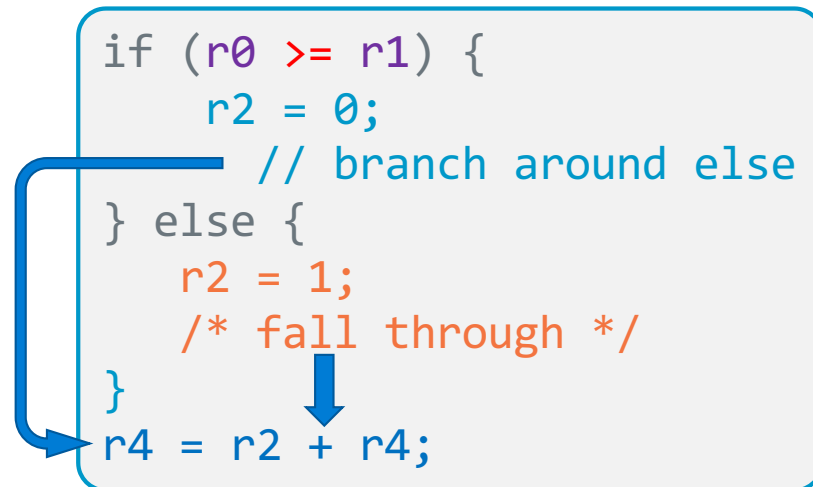 if (r0 >= r1) {
    r2 = 0;
      // branch around else
} else {
   r2 = 1;
   /* fall through */
}
r4 = r2 + r4;